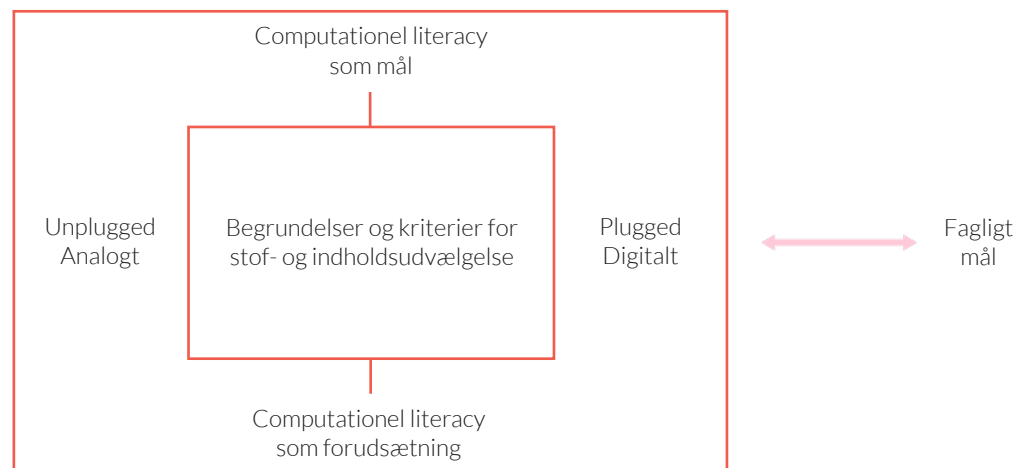 Computationel literacy
som mål
Unplugged
Analogt
Begrundelser og kriterier for
stof- og indholdsudvælgelse
Plugged
Digitalt
Fagligt
mål
Computationel literacy
som forudsætning